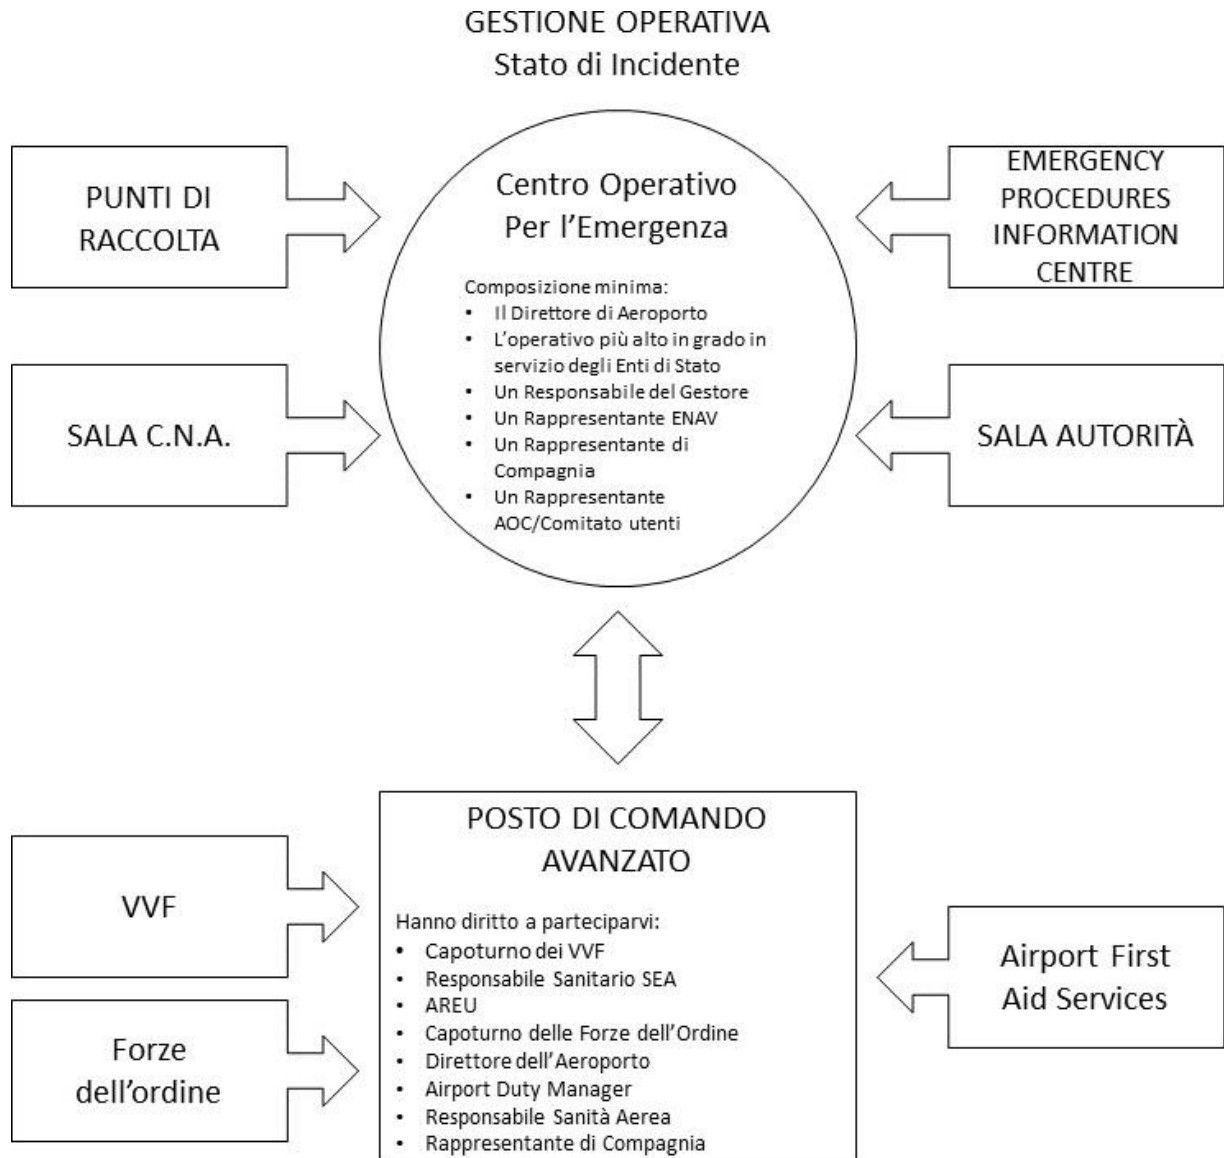 GESTIONE OPERATIVA
Stato di Incidente
PUNTI DI
RACCOLTA
Centro Operativo
Per l'Emergenza
Composizione minima:
• Il Direttore di Aeroporto
• L'operativo più alto in grado in
servizio degli Enti di Stato
• Un Responsabile del Gestore
• Un Rappresentante ENAV
• Un Rappresentante di
Compagnia
• Un Rappresentante
AOC/Comitato utenti
EMERGENCY
PROCEDURES
INFORMATION
CENTRE
SALA C.N.A.
SALA AUTORITÀ
VVF
Forze
dell'ordine
POSTO DI COMANDO
AVANZATO
Hanno diritto a parteciparvi:
• Capoturno dei VVF
• Responsabile Sanitario SEA
• AREU
• Capoturno delle Forze dell'Ordine
• Direttore dell'Aeroporto
• Airport Duty Manager
• Responsabile Sanità Aerea
• Rappresentante di Compagnia
Airport First
Aid Services